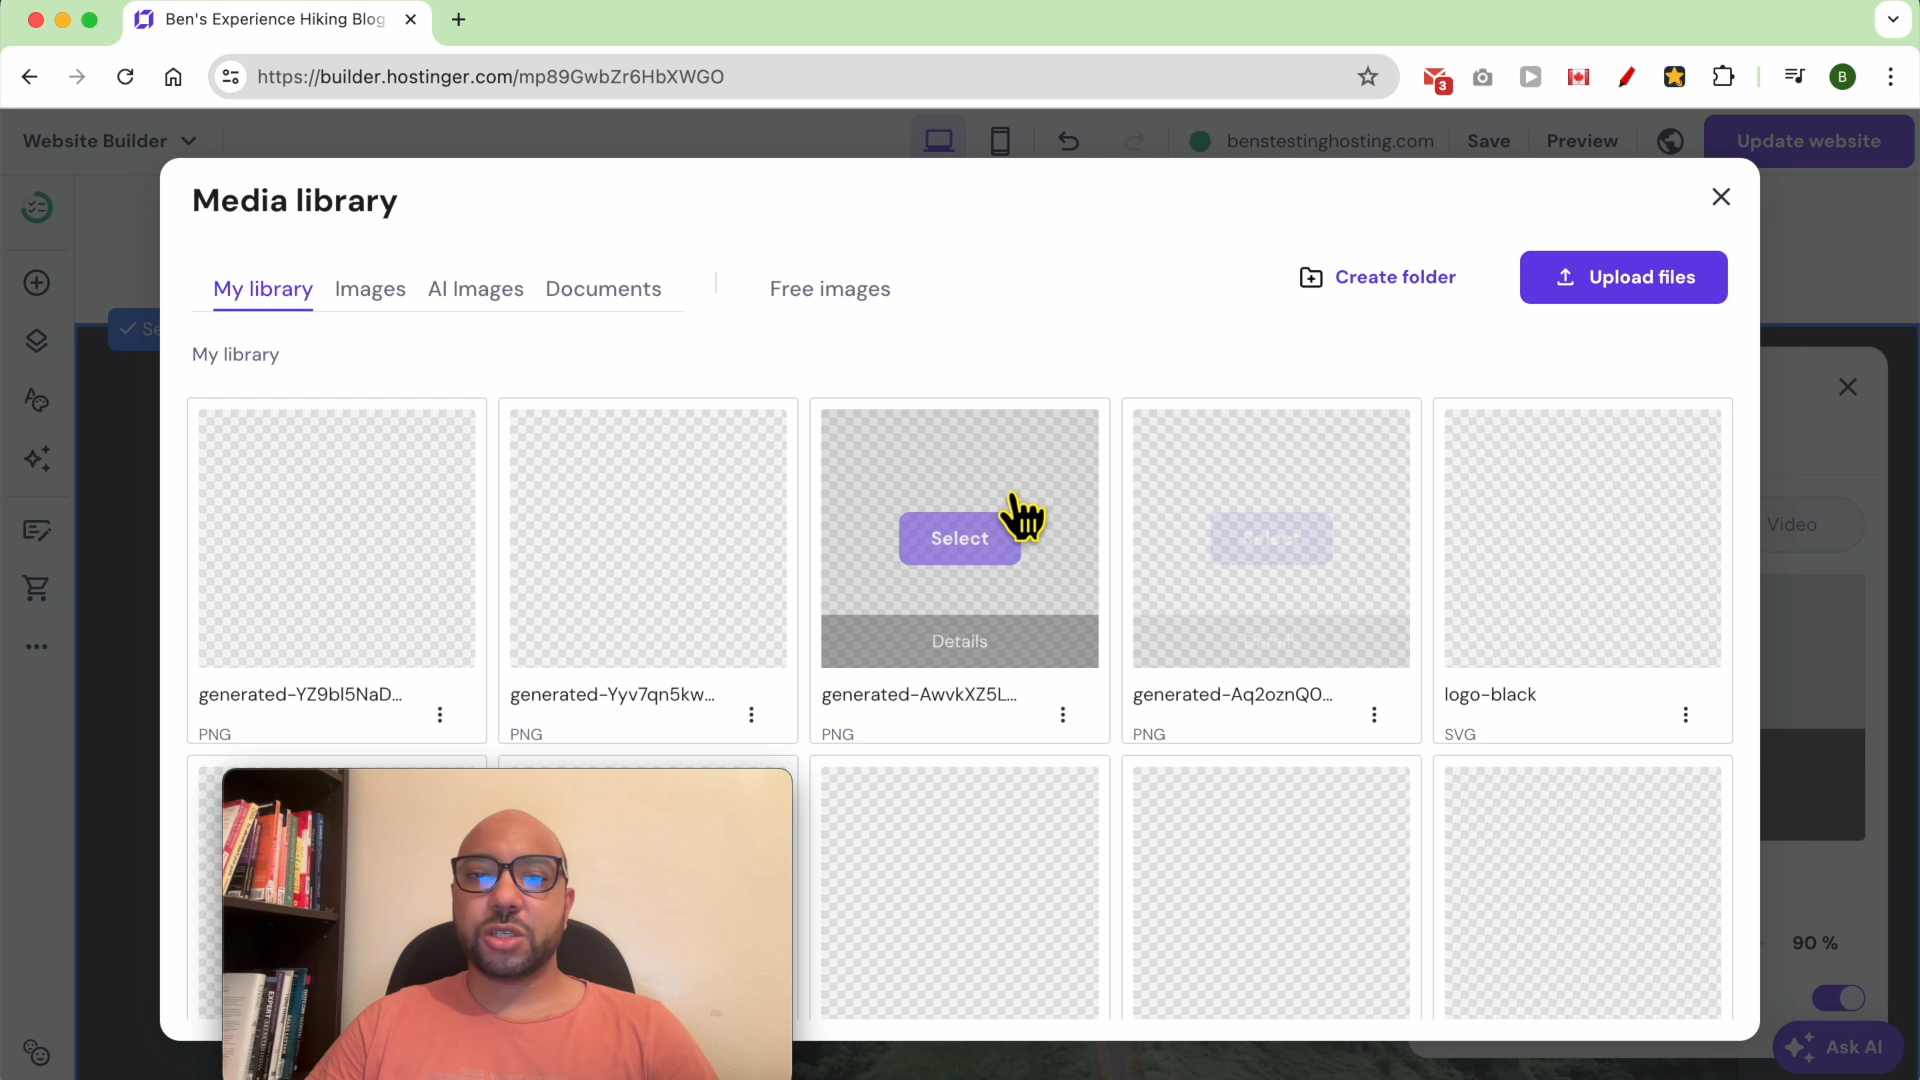 Ben's Experience Hiking Blog
https://builder.hostinger.com/mp89GwbZr6HbXWGO
3
B
Website Builder
benstestinghosting.com
Save
Preview
Update website
Media library
My library
Images
AI Images
Documents
Free images
Create folder
Upload files
My library
Select
Select
Details
Details
Video
generated-YZ9bl5NaD...
PNG
generated-Yyv7qn5kw...
PNG
generated-AwvkXZ5L...
PNG
generated-Aq2oznQ0...
PNG
logo-black
SVG
90 %
Ask AI